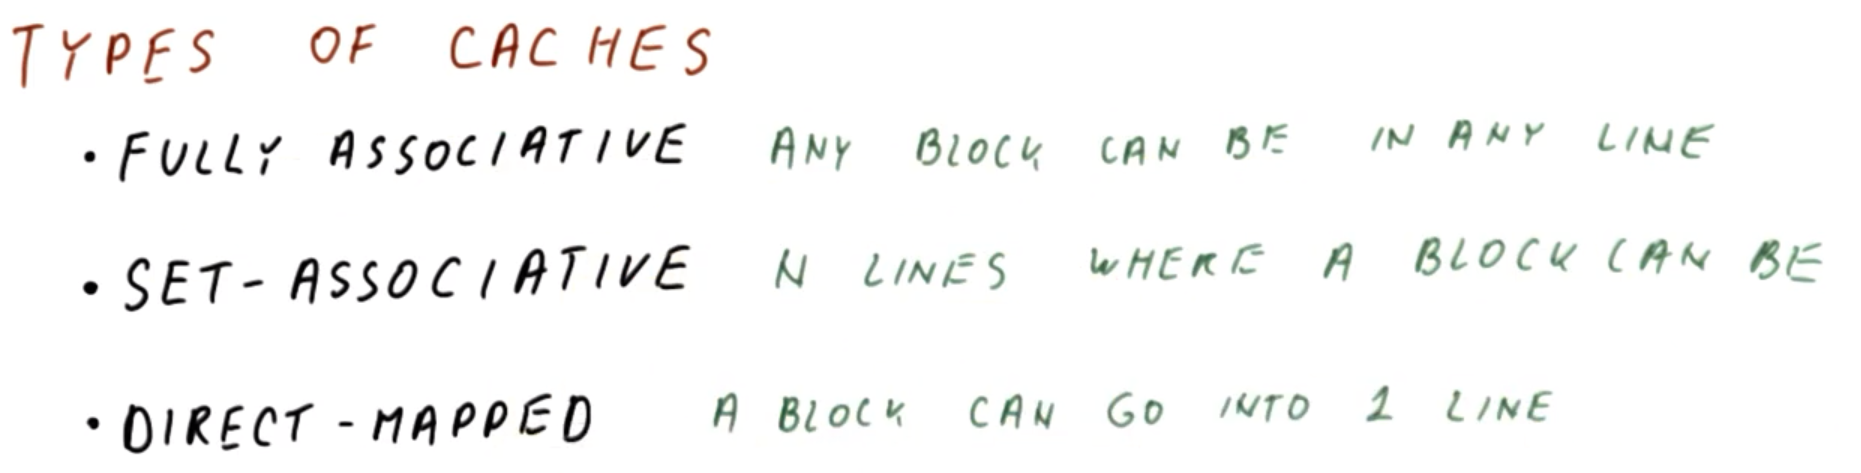 TYPES OF CACHES
• FULLY ASSOCIATIVE ANY BLOCK CAN BE IN ANY LINE
• SET-ASSOCIATIVE N LINES WHERE A BLOCK CAN BE
• DIRECT-MAPPED A BLOCK CAN GO INTO 1 LINE